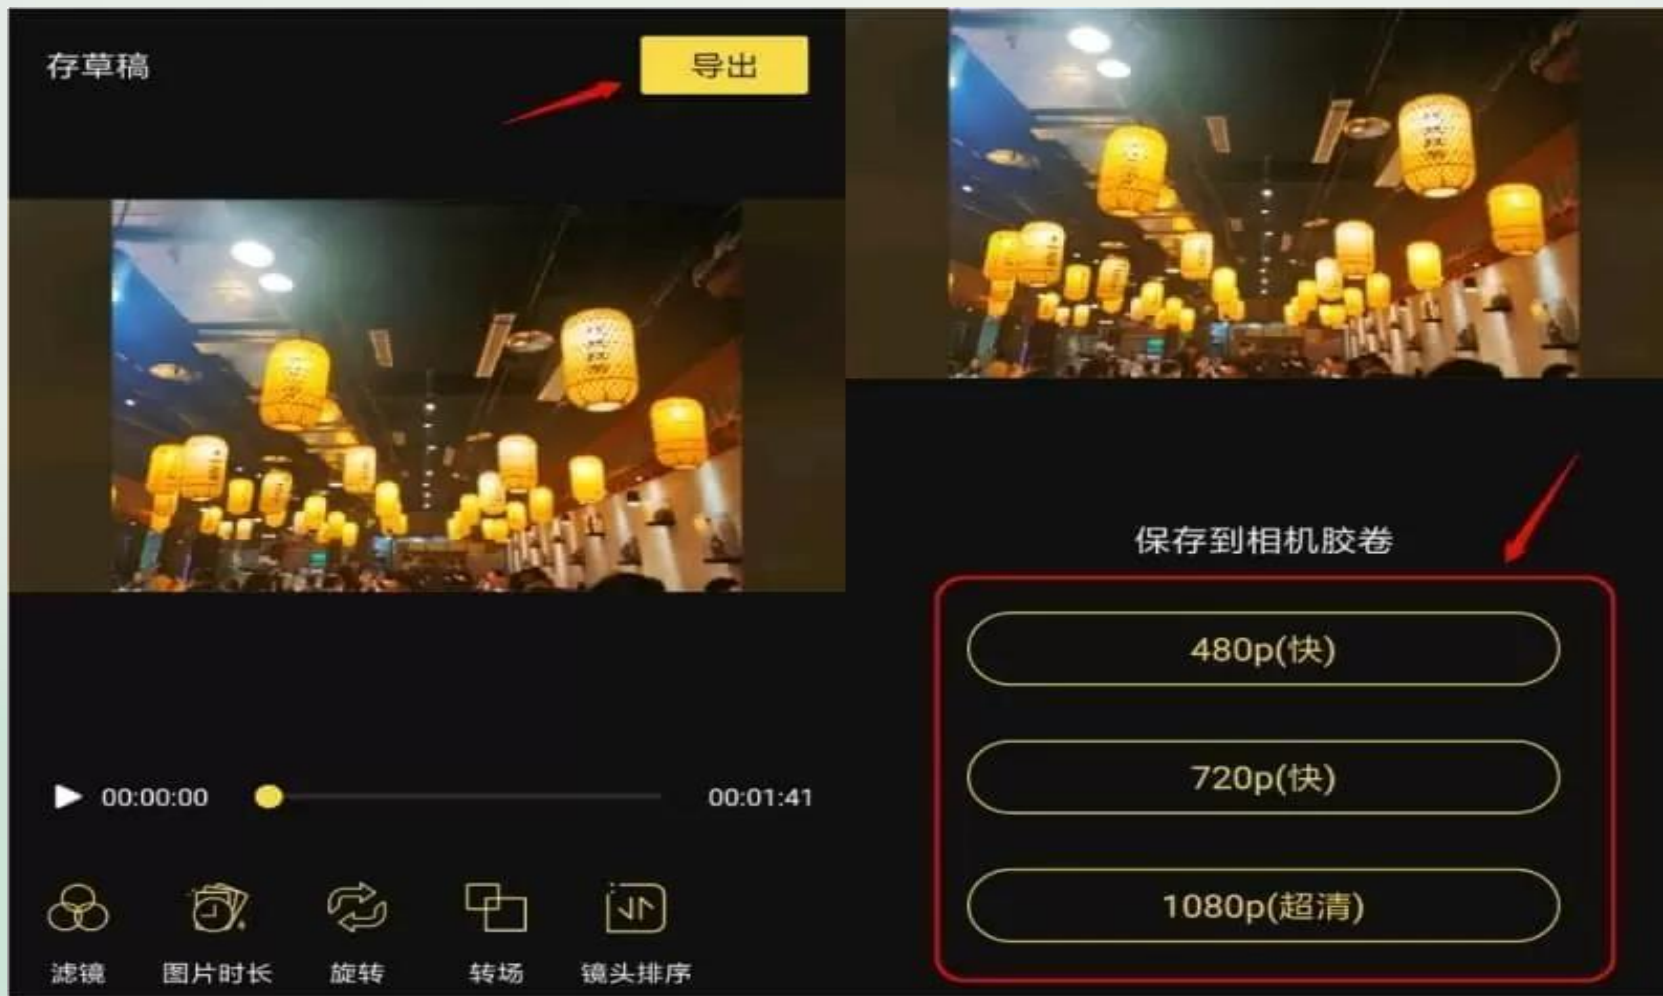 存草稿
导出
00:00:00
00:01:41
滤镜
图片时长
旋转
转场
镜头排序
保存到相机胶卷
480p(快)
720p(快)
1080p(超清)